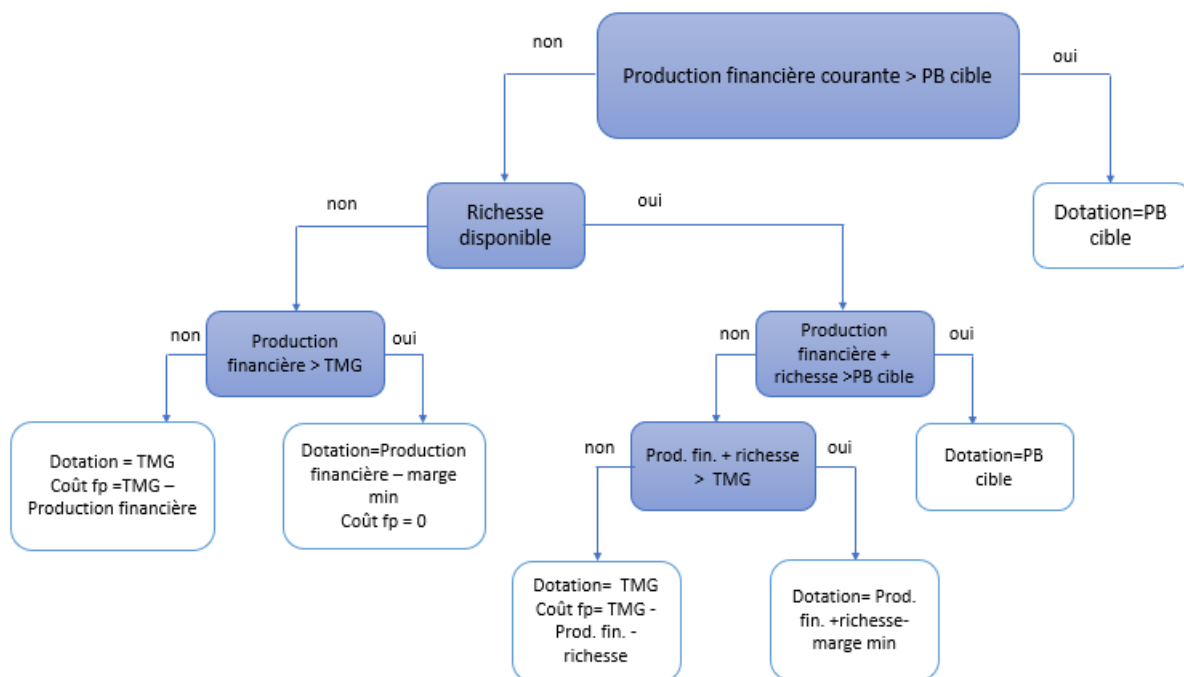 non
Production financière courante > PB cible
oui
non
Richesse
disponible
oui
Dotation=PB
cible
non
Production
financière > TMG
oui
non
Production
financière +
richesse >PB cible
oui
Dotation = TMG
Coût fp =TMG –
Production financière
Dotation=Production
financière – marge
min
Coût fp = 0
non
Prod. fin. + richesse
> TMG
oui
Dotation=PB
cible
Dotation= TMG
Coût fp= TMG -
Prod. fin. -
richesse
Dotation= Prod.
fin. +richesse-
marge min